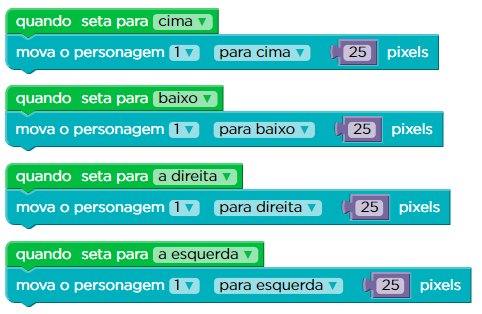 quando seta para cima ▼
mova o personagem 1 ▼ para cima ▼ 25 pixels
quando seta para baixo ▼
mova o personagem 1 ▼ para baixo ▼ 25 pixels
quando seta para a direita ▼
mova o personagem 1 ▼ para direita ▼ 25 pixels
quando seta para a esquerda ▼
mova o personagem 1 ▼ para esquerda ▼ 25 pixels